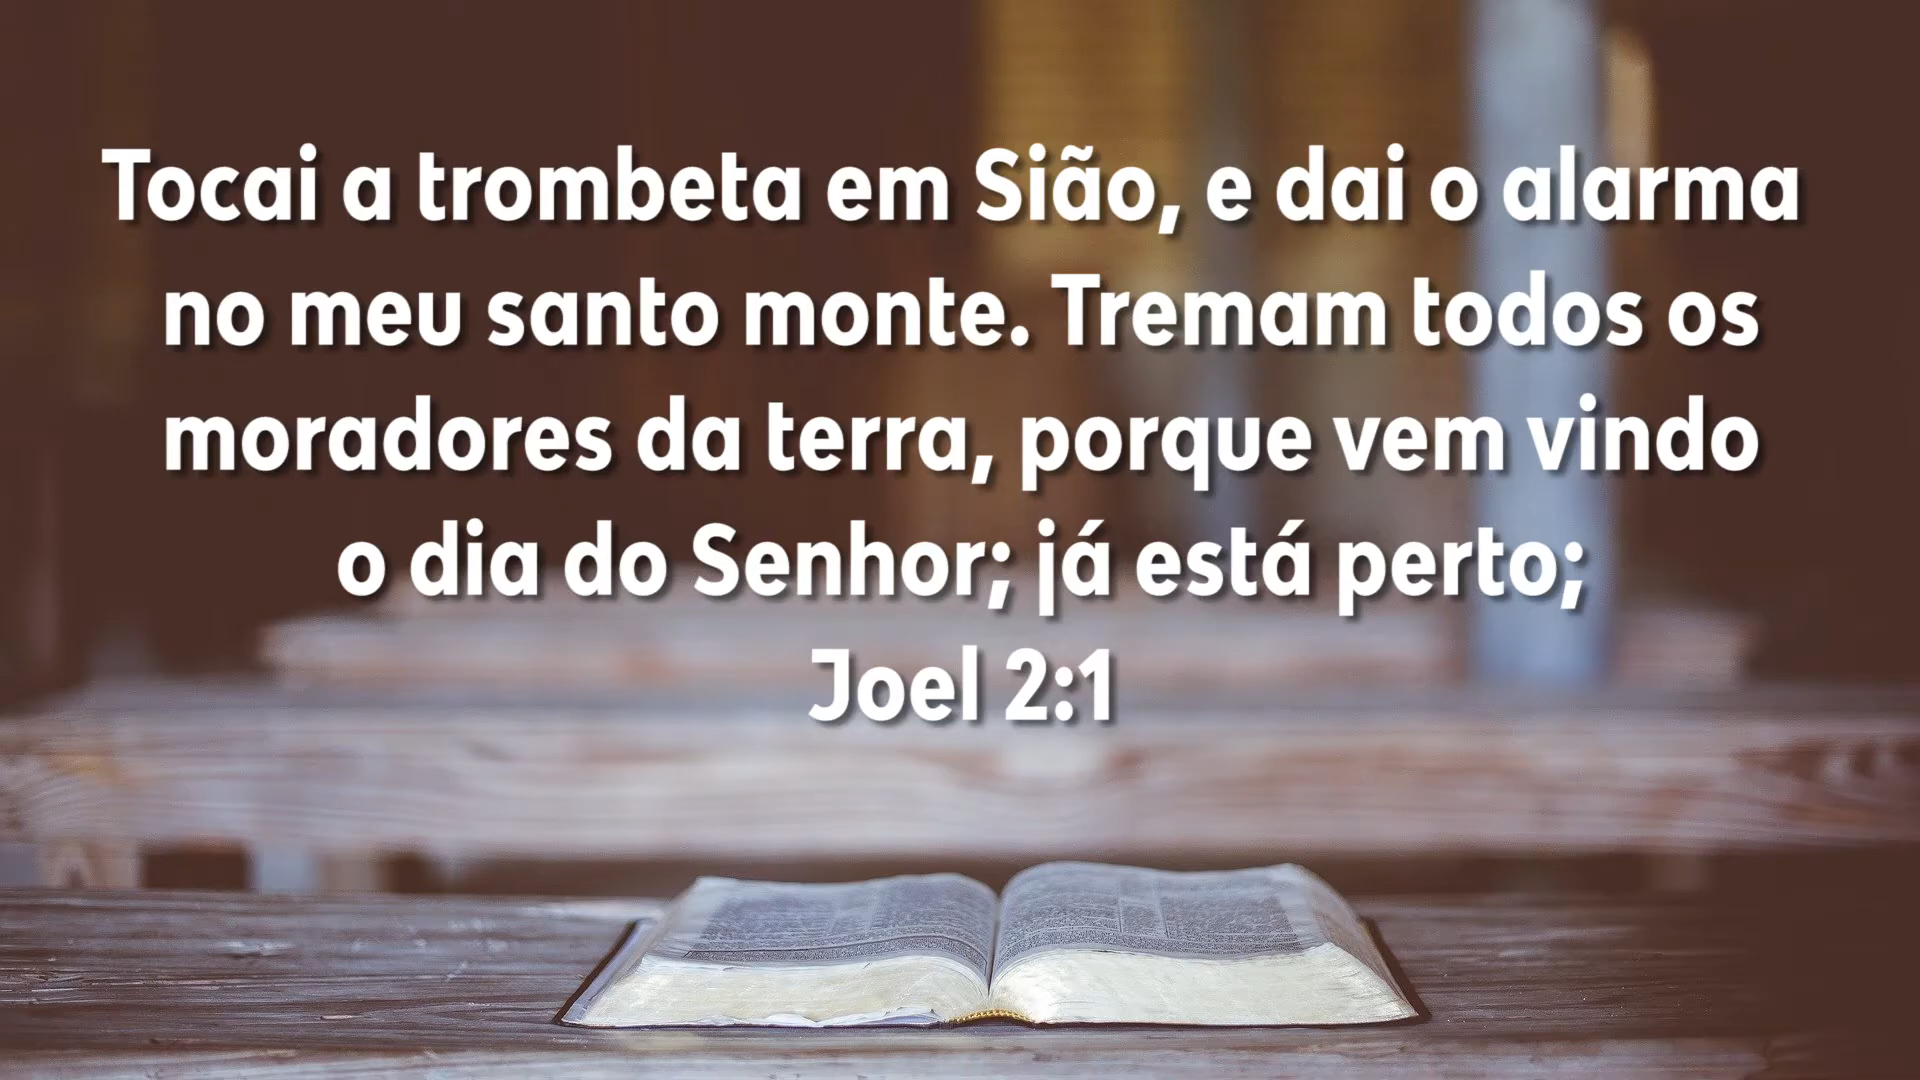 Tocai a trombeta em Sião, e dai o alarma
no meu santo monte. Tremam todos os
moradores da terra, porque vem vindo
o dia do Senhor; já está perto;
Joel 2:1